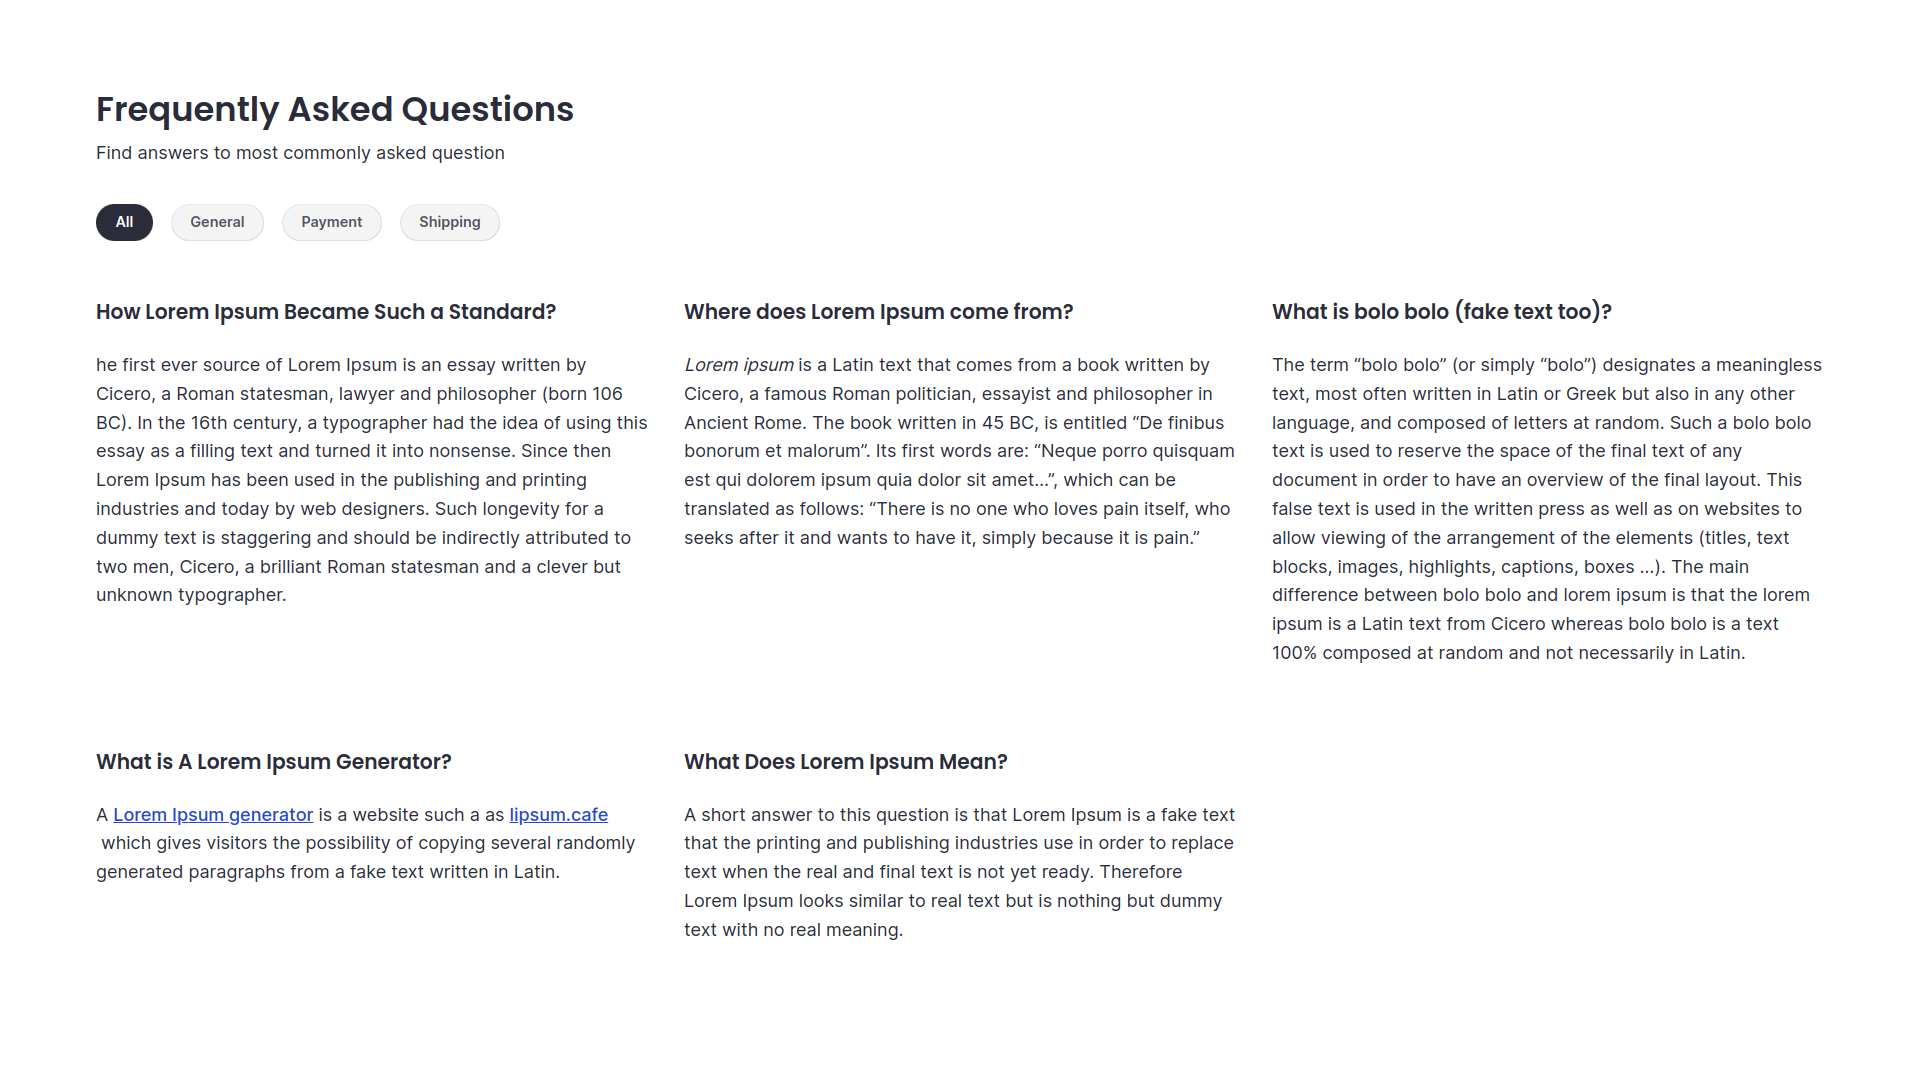 Frequently Asked Questions
Find answers to most commonly asked question
All
General
Payment
Shipping
How Lorem Ipsum Became Such a Standard?
he first ever source of Lorem Ipsum is an essay written by
Cicero, a Roman statesman, lawyer and philosopher (born 106
BC). In the 16th century, a typographer had the idea of using this
essay as a filling text and turned it into nonsense. Since then
Lorem Ipsum has been used in the publishing and printing
industries and today by web designers. Such longevity for a
dummy text is staggering and should be indirectly attributed to
two men, Cicero, a brilliant Roman statesman and a clever but
unknown typographer.
Where does Lorem Ipsum come from?
Lorem ipsum is a Latin text that comes from a book written by
Cicero, a famous Roman politician, essayist and philosopher in
Ancient Rome. The book written in 45 BC, is entitled “De finibus
bonorum et malorum”. Its first words are: “Neque porro quisquam
est qui dolorem ipsum quia dolor sit amet…”, which can be
translated as follows: “There is no one who loves pain itself, who
seeks after it and wants to have it, simply because it is pain.”
What is bolo bolo (fake text too)?
The term “bolo bolo” (or simply “bolo”) designates a meaningless
text, most often written in Latin or Greek but also in any other
language, and composed of letters at random. Such a bolo bolo
text is used to reserve the space of the final text of any
document in order to have an overview of the final layout. This
false text is used in the written press as well as on websites to
allow viewing of the arrangement of the elements (titles, text
blocks, images, highlights, captions, boxes …). The main
difference between bolo bolo and lorem ipsum is that the lorem
ipsum is a Latin text from Cicero whereas bolo bolo is a text
100% composed at random and not necessarily in Latin.
What is A Lorem Ipsum Generator?
A Lorem Ipsum generator is a website such a as lipsum.cafe
which gives visitors the possibility of copying several randomly
generated paragraphs from a fake text written in Latin.
What Does Lorem Ipsum Mean?
A short answer to this question is that Lorem Ipsum is a fake text
that the printing and publishing industries use in order to replace
text when the real and final text is not yet ready. Therefore
Lorem Ipsum looks similar to real text but is nothing but dummy
text with no real meaning.